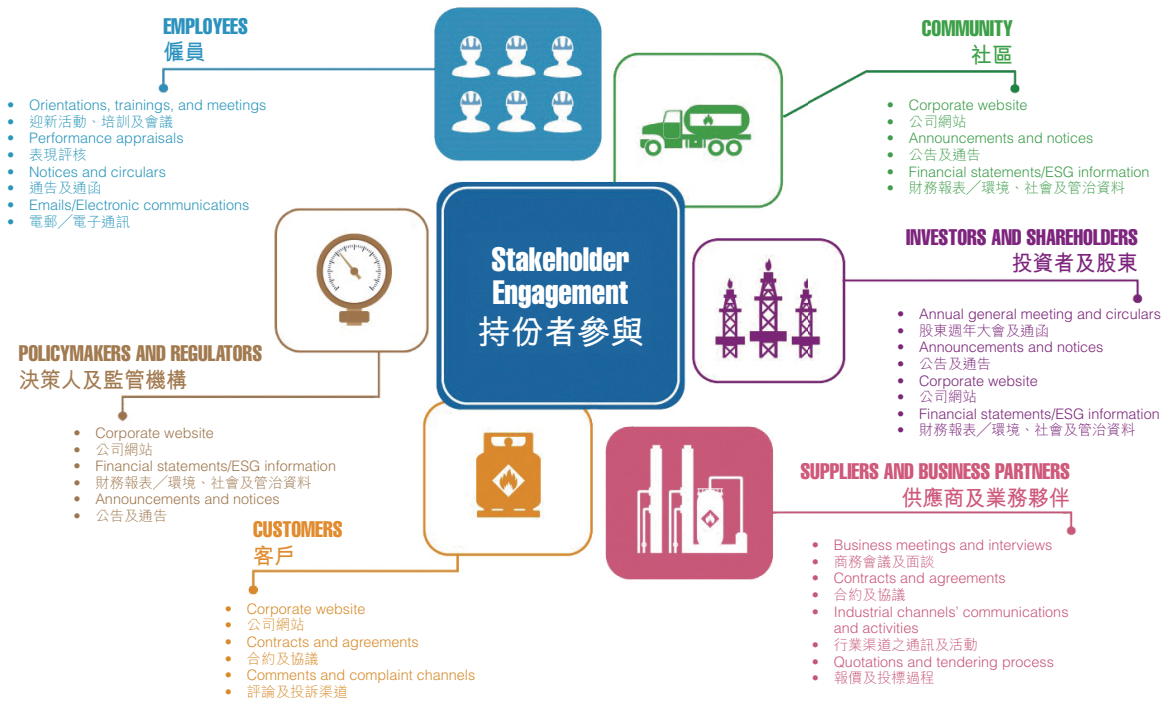 EMPLOYEES
僱員
Orientations, trainings, and meetings
迎新活動、培訓及會議
Performance appraisals
表現評核
Notices and circulars
通告及通函
Emails/Electronic communications
電郵╱電子通訊
COMMUNITY
社區
Corporate website
公司網站
Announcements and notices
公告及通告
Financial statements/ESG information
財務報表╱環境、社會及管治資料
Stakeholder
Engagement
持份者參與
INVESTORS AND SHAREHOLDERS
投資者及股東
Annual general meeting and circulars
股東週年大會及通函
Announcements and notices
公告及通告
Corporate website
公司網站
Financial statements/ESG information
財務報表╱環境、社會及管治資料
POLICYMAKERS AND REGULATORS
決策人及監管機構
Corporate website
公司網站
Financial statements/ESG information
財務報表╱環境、社會及管治資料
Announcements and notices
公告及通告
SUPPLIERS AND BUSINESS PARTNERS
供應商及業務夥伴
Business meetings and interviews
商務會議及面談
Contracts and agreements
合約及協議
Industrial channels' communications
and activities
行業渠道之通訊及活動
Quotations and tendering process
報價及投標過程
CUSTOMERS
客戶
Corporate website
公司網站
Contracts and agreements
合約及協議
Comments and complaint channels
評論及投訴渠道